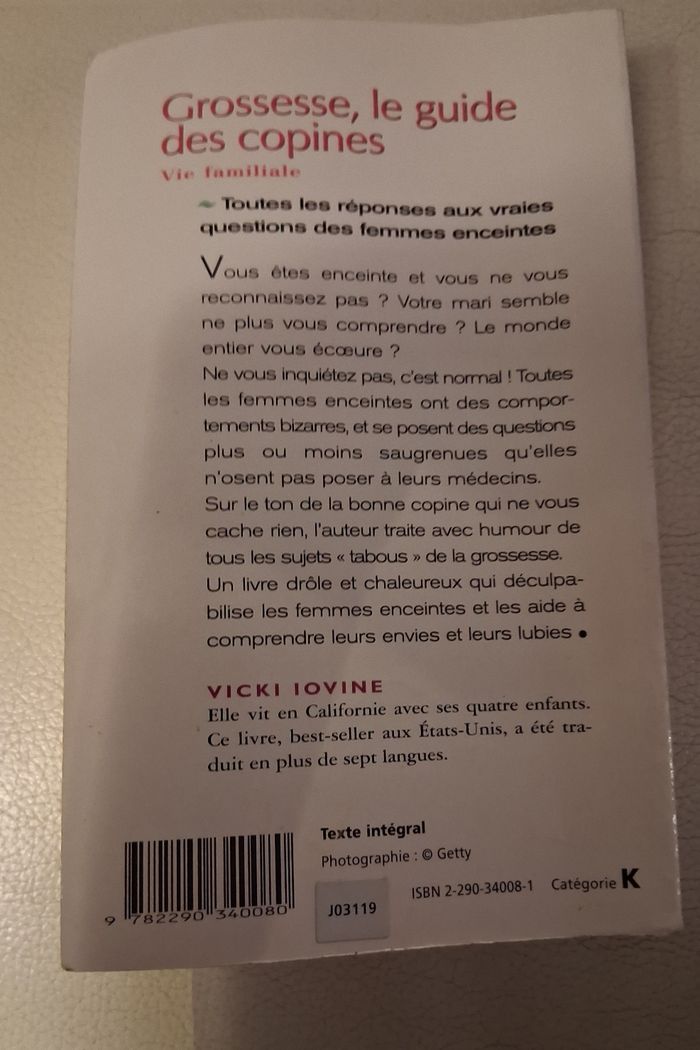 Grossesse, le guide
des copines
Vie familiale
~ Toutes les réponses aux vraies
questions des femmes enceintes
Vous êtes enceinte et vous ne vous
reconnaissez pas ? Votre mari semble
ne plus vous comprendre ? Le monde
entier vous écœure ?
Ne vous inquiétez pas, c'est normal ! Toutes
les femmes enceintes ont des compor-
tements bizarres, et se posent des questions
plus ou moins saugrenues qu'elles
n'osent pas poser à leurs médecins.
Sur le ton de la bonne copine qui ne vous
cache rien, l'auteur traite avec humour de
tous les sujets « tabous » de la grossesse.
Un livre drôle et chaleureux qui déculpa-
bilise les femmes enceintes et les aide à
comprendre leurs envies et leurs lubies •
VICKI IOVINE
Elle vit en Californie avec ses quatre enfants.
Ce livre, best-seller aux États-Unis, a été tra-
duit en plus de sept langues.
Texte intégral
Photographie : © Getty
ISBN 2-290-34008-1 Catégorie K
J03119
9 782290 340080